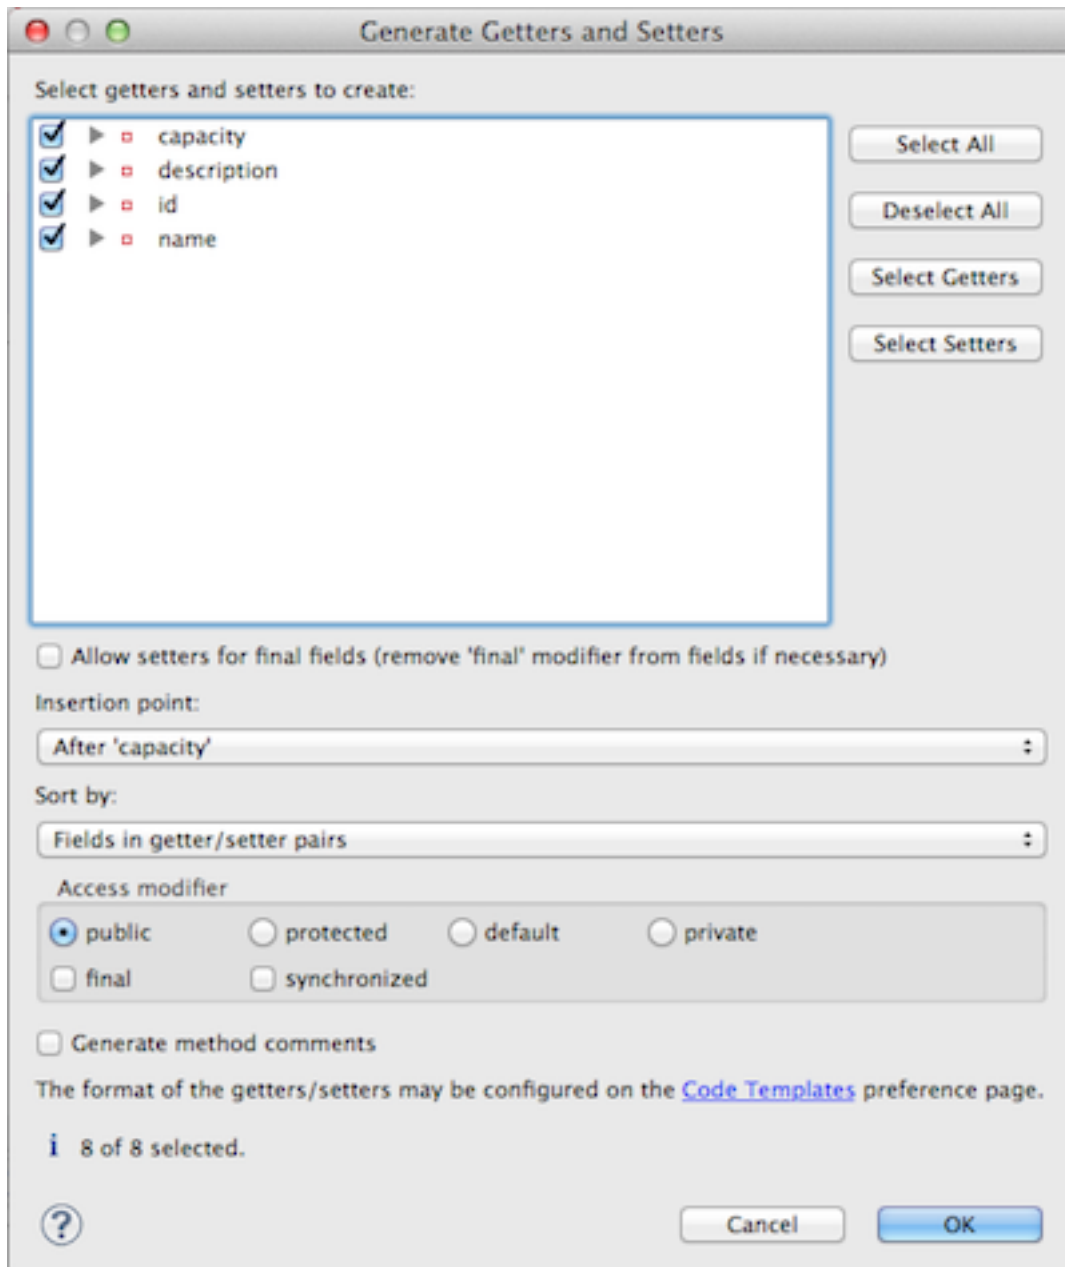 Generate Getters and Setters
Select getters and setters to create:
capacity
description
id
name
Select All
Deselect All
Select Getters
Select Setters
Allow setters for final fields (remove 'final' modifier from fields if necessary)
Insertion point:
After 'capacity'
Sort by:
Fields in getter/setter pairs
Access modifier
public protected default private
final synchronized
Generate method comments
The format of the getters/setters may be configured on the Code Templates preference page.
i 8 of 8 selected.
? Cancel OK